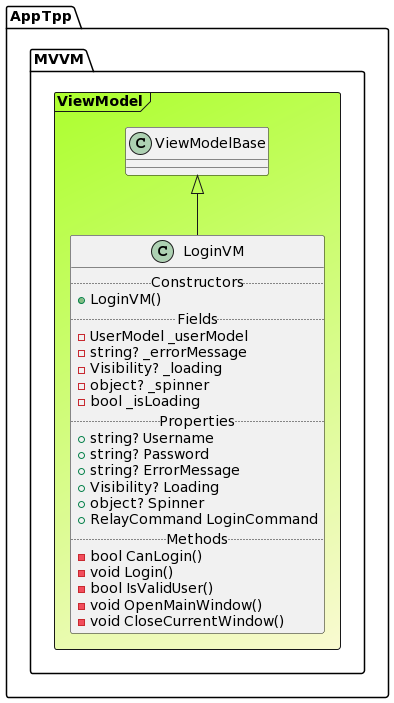 AppTpp
MVVM
ViewModel
C ViewModelBase
C LoginVM
Constructors
LoginVM()
Fields
UserModel _userModel
string? _errorMessage
Visibility? _loading
object? _spinner
bool _isLoading
Properties
string? Username
string? Password
string? ErrorMessage
Visibility? Loading
object? Spinner
RelayCommand LoginCommand
Methods
bool CanLogin()
void Login()
bool IsValidUser()
void OpenMainWindow()
void CloseCurrentWindow()